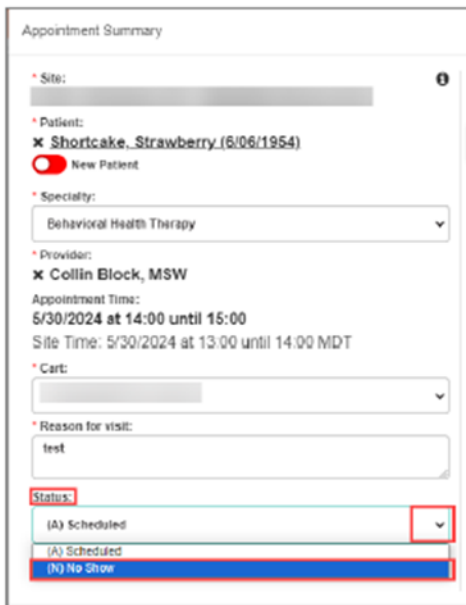 Appointment Summary
* Site:
* Patient:
× Shortcake, Strawberry (6/06/1954)
New Patient
* Specialty:
Behavioral Health Therapy
* Provider:
× Collin Block, MSW
Appointment Time:
5/30/2024 at 14:00 until 15:00
Site Time: 5/30/2024 at 13:00 until 14:00 MDT
* Cart:
* Reason for visit:
test
Status:
(A) Scheduled
(A) Scheduled
(N) No Show